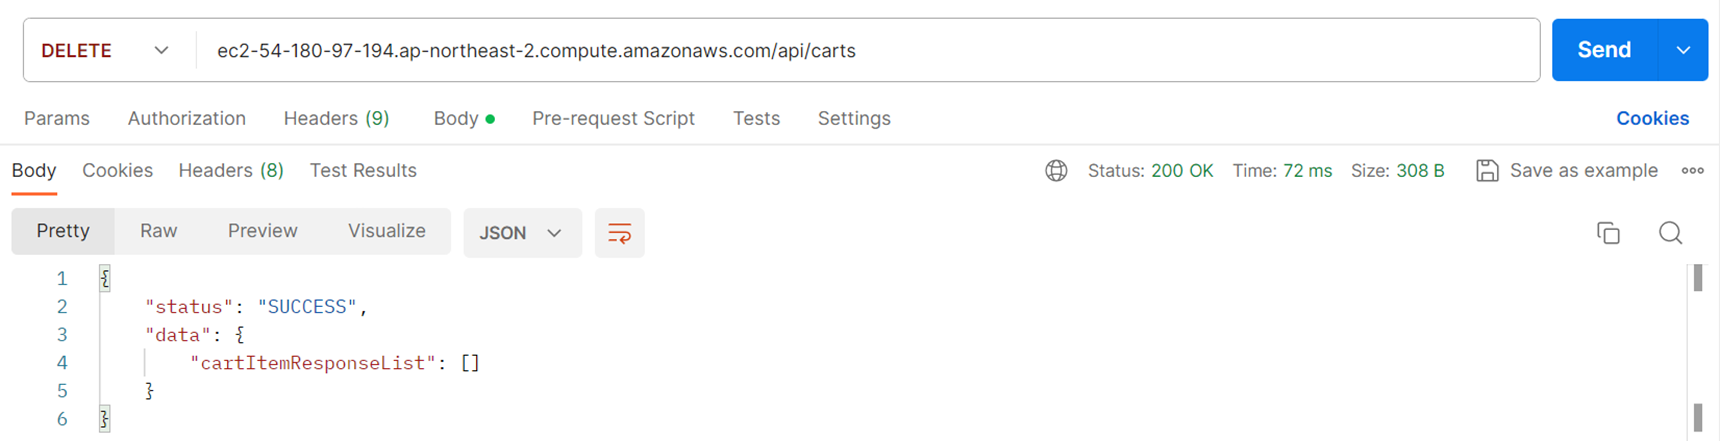 DELETE ec2-54-180-97-194.ap-northeast-2.compute.amazonaws.com/api/carts Send
Params Authorization Headers (9) Body Pre-request Script Tests Settings Cookies
Body Cookies Headers (8) Test Results Status: 200 OK Time: 72 ms Size: 308 B Save as example
Pretty Raw Preview Visualize JSON
1 {
2 "status": "SUCCESS",
3 "data": {
4 "cartItemResponseList": []
5 }
6 }